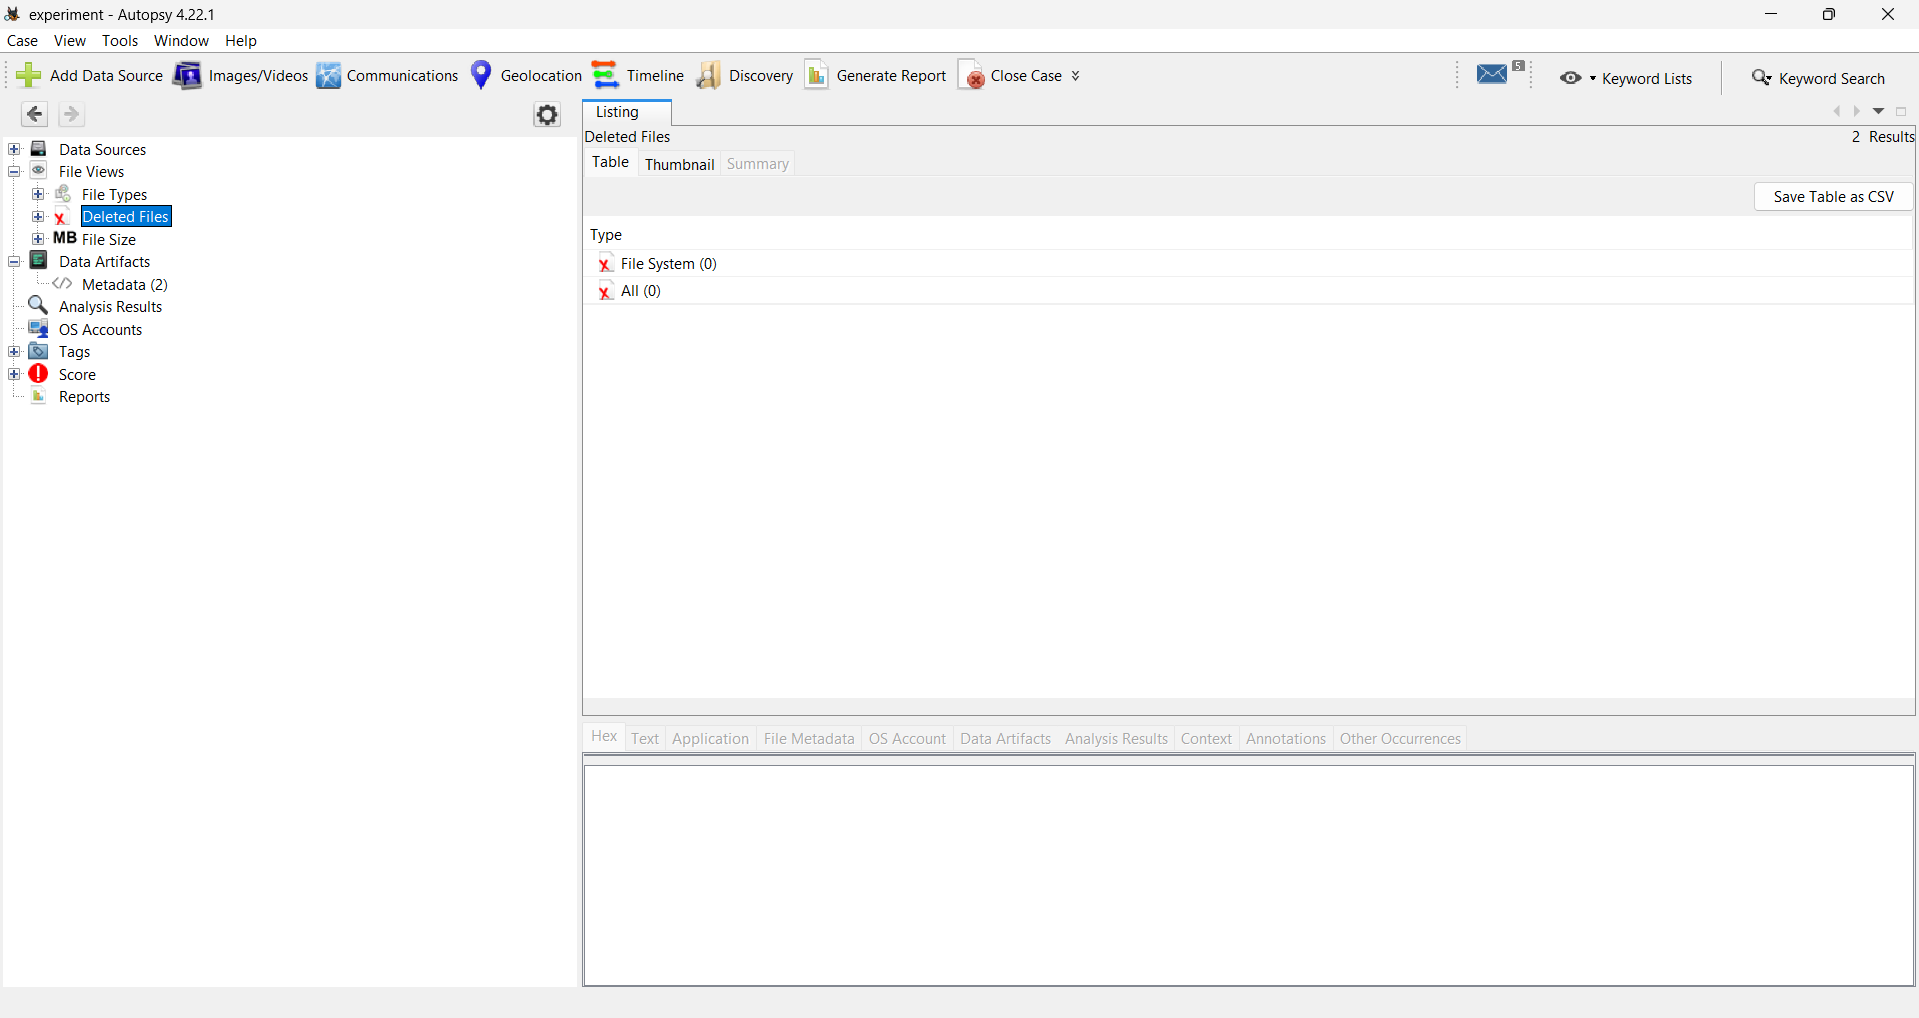 experiment - Autopsy 4.22.1
Case View Tools Window Help
Add Data Source Images/Videos Communications Geolocation Timeline Discovery Generate Report Close Case 5 Keyword Lists Keyword Search
Listing
Deleted Files 2 Results
Table Thumbnail Summary
Save Table as CSV
Data Sources
File Views
File Types
Deleted Files
MB File Size
Data Artifacts
Metadata (2)
Analysis Results
OS Accounts
Tags
Score
Reports
Type
File System (0)
All (0)
Hex Text Application File Metadata OS Account Data Artifacts Analysis Results Context Annotations Other Occurrences